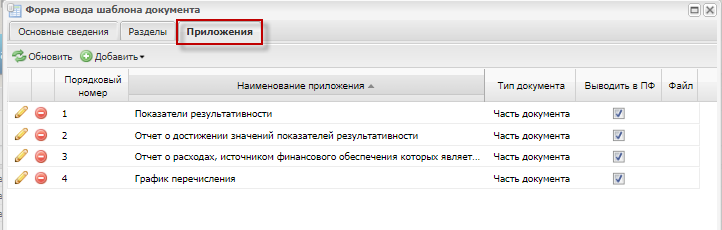 Форма ввода шаблона документа
Основные сведения Разделы Приложения
Обновить Добавить
Порядковый номер Наименование приложения Тип документа Выводить в ПФ Файл
1 Показатели результативности Часть документа
2 Отчет о достижении значений показателей результативности Часть документа
3 Отчет о расходах, источником финансового обеспечения которых являет... Часть документа
4 График перечисления Часть документа